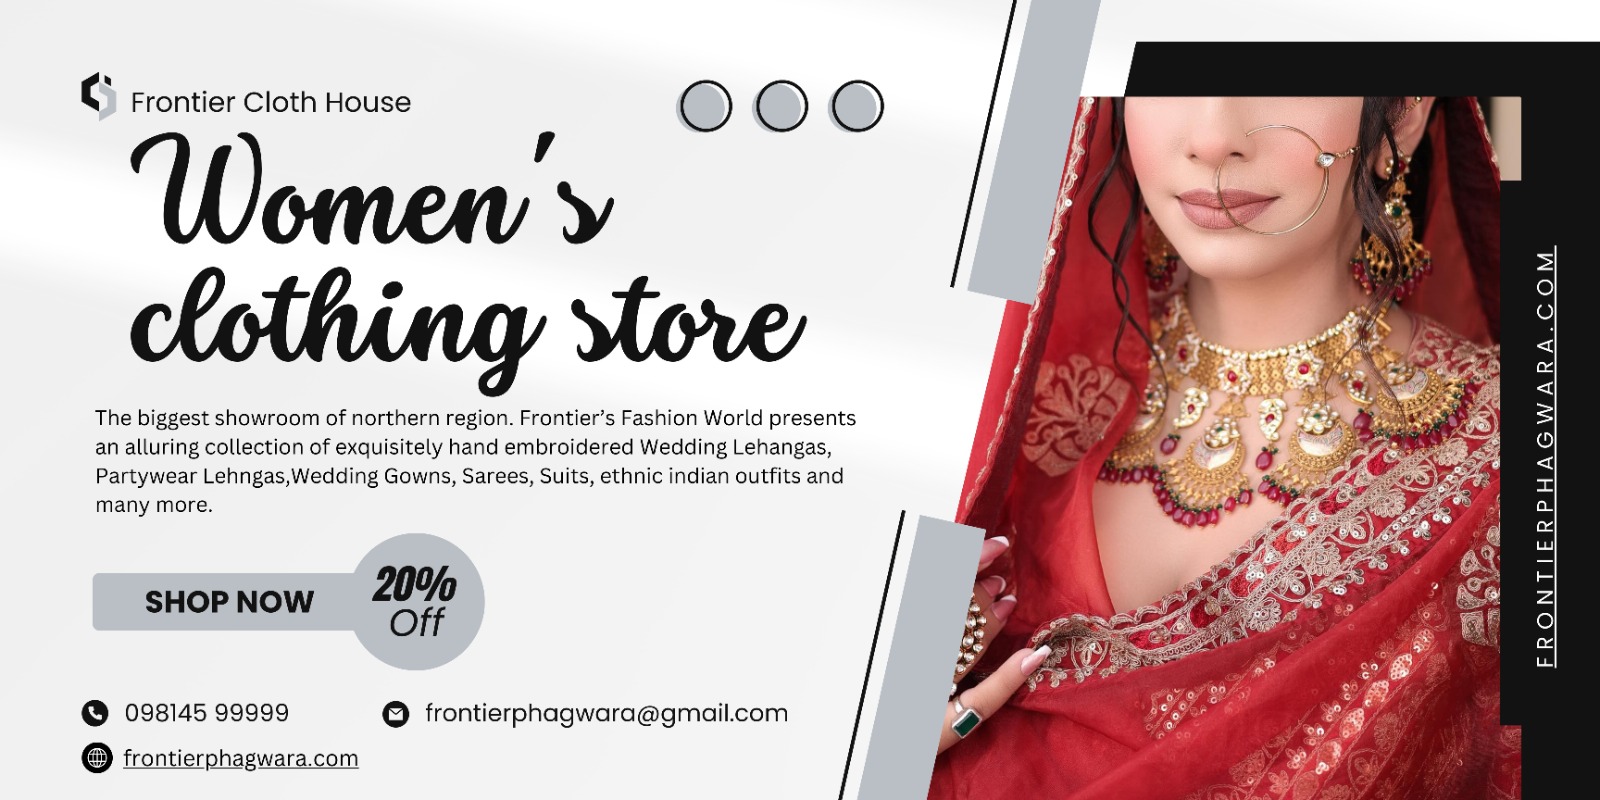 Frontier Cloth House
Women's
clothing store
The biggest showroom of northern region. Frontier's Fashion World presents
an alluring collection of exquisitely hand embroidered Wedding Lehangas,
Partywear Lehngas,Wedding Gowns, Sarees, Suits, ethnic indian outfits and
many more.
SHOP NOW
20%
Off
098145 99999
frontierphagwara@gmail.com
frontierphagwara.com
FRONTIERPHAGWARA.COM